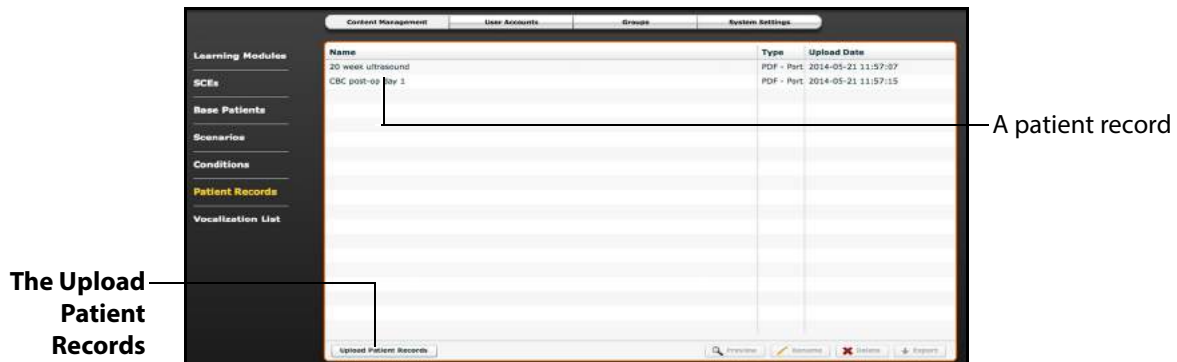 Content Management User Accounts Groups System Settings
Learning Modules
SCEs
Base Patients
Scenarios
Conditions
Patient Records
Vocalization List
Name Type Upload Date
20 week ultrasound PDF - Port 2014-05-21 11:57:07
CBC post-op day 1 PDF - Port 2014-05-21 11:57:15
A patient record
The Upload
Patient
Records
Upload Patient Records Preview Rename Delete Export